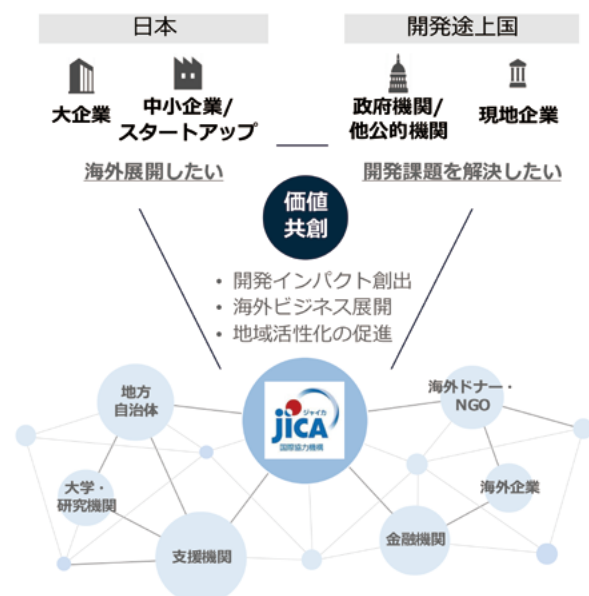 日本
開発途上国
大企業
中小企業/
スタートアップ
政府機関/
他公的機関
現地企業
海外展開したい
開発課題を解決したい
価値
共創
• 開発インパクト創出
• 海外ビジネス展開
• 地域活性化の促進
地方
自治体
ジャイカ
JICA
国際協力機構
海外ドナー・
NGO
大学・
研究機関
海外企業
支援機関
金融機関